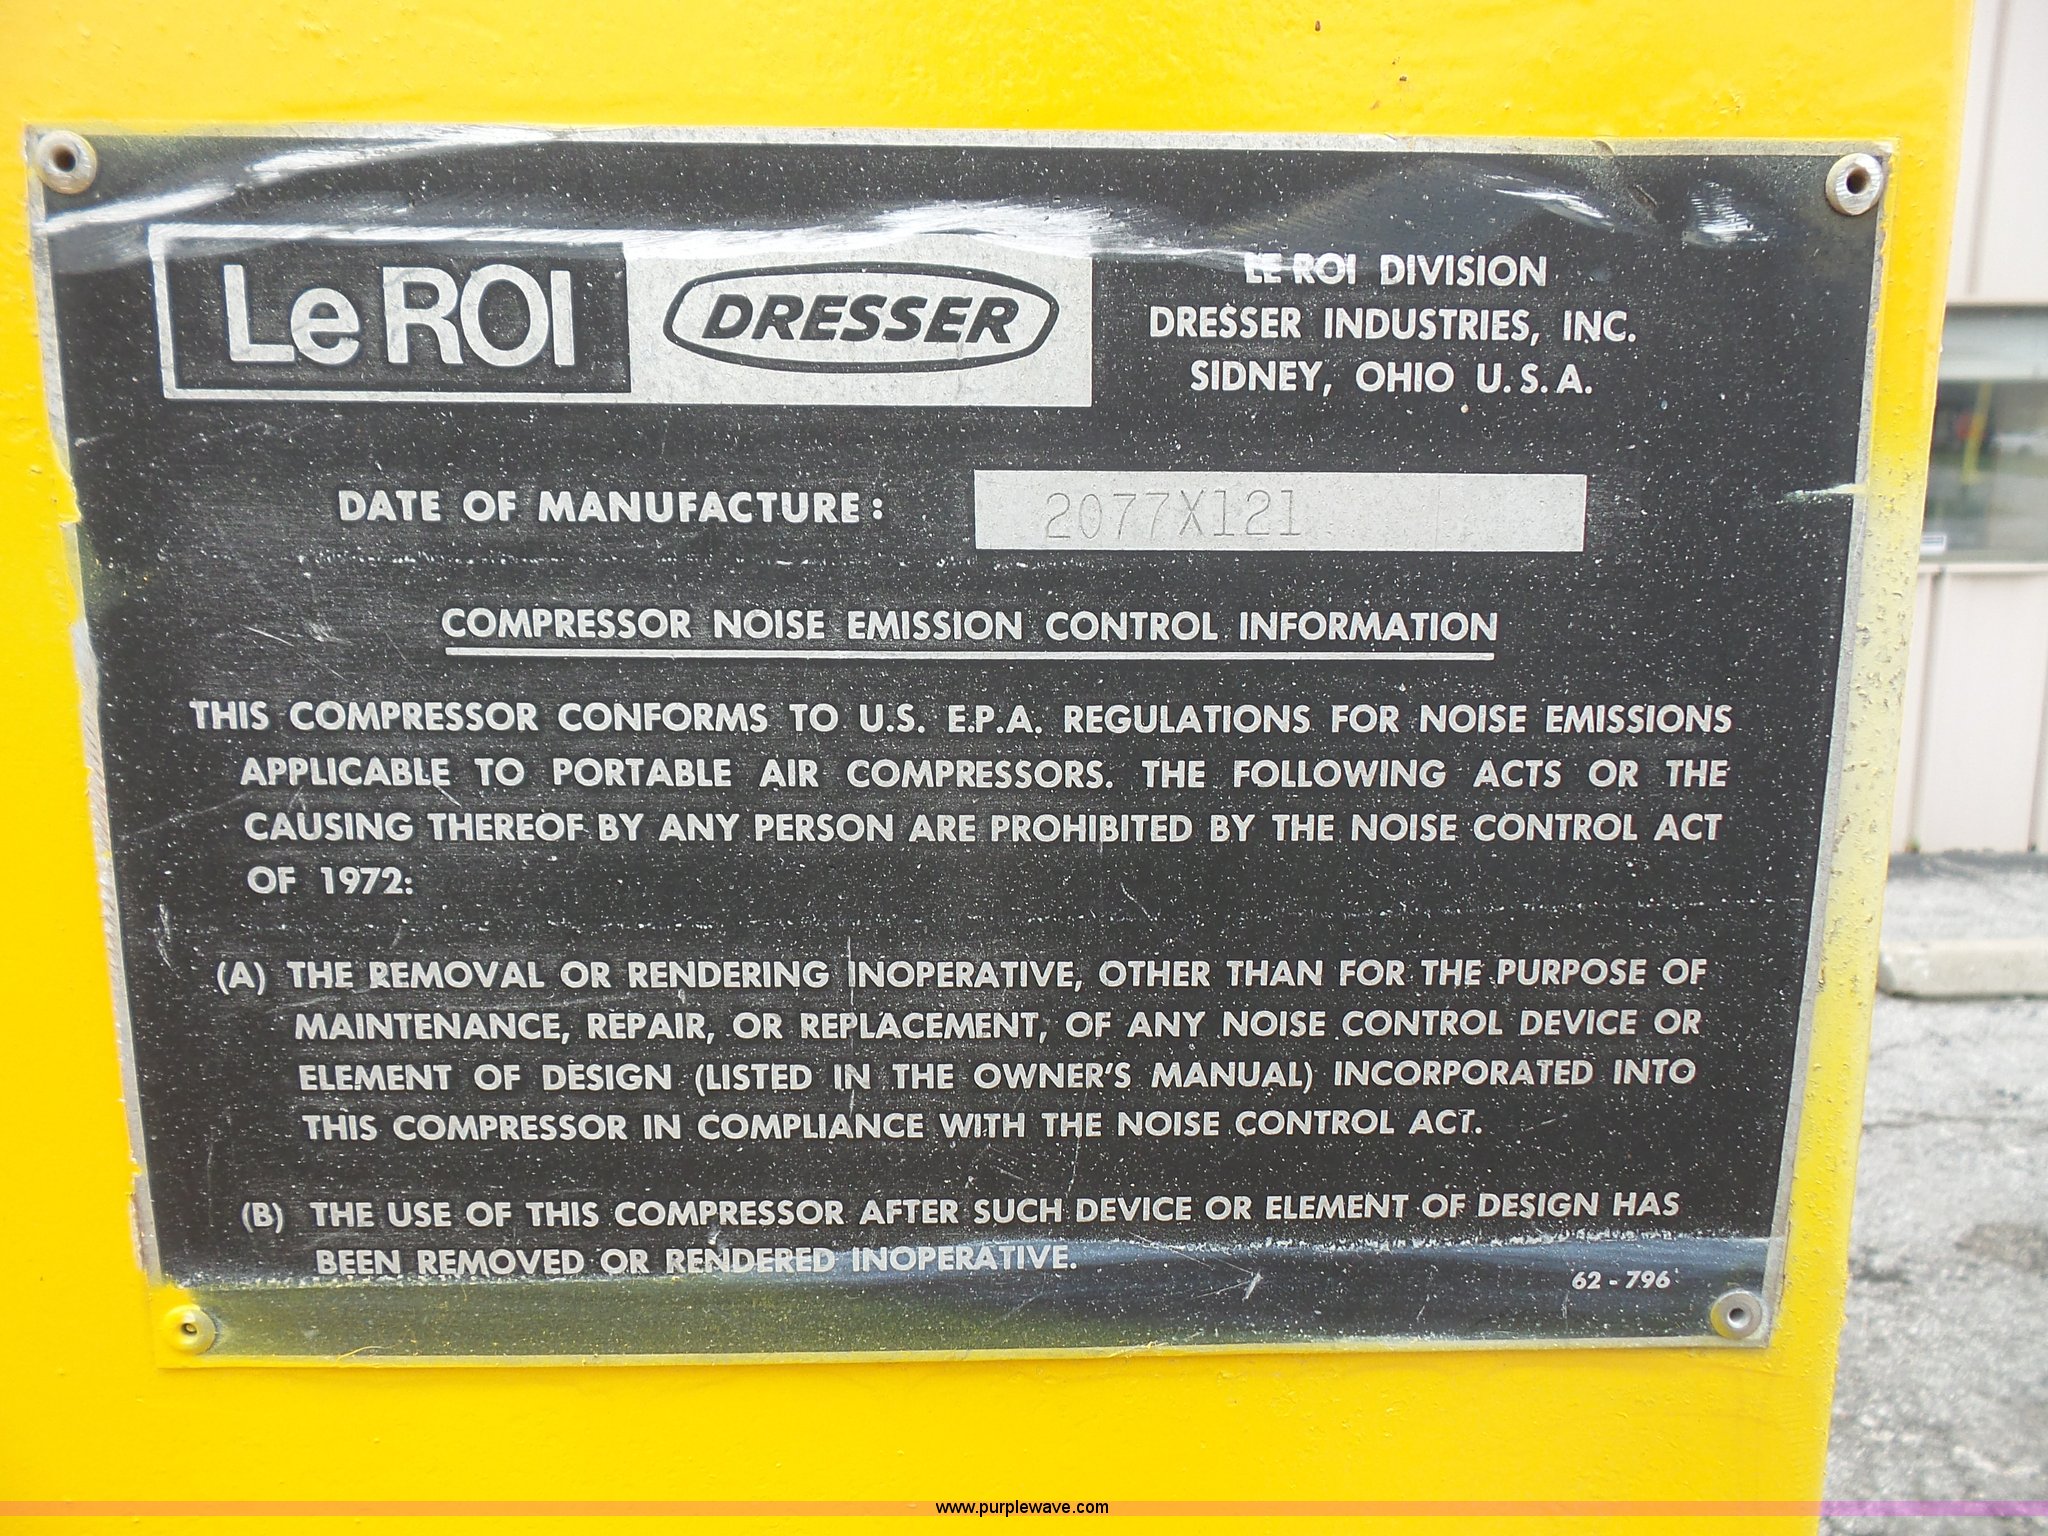 Le ROI DRESSER
LE ROI DIVISION
DRESSER INDUSTRIES, INC.
SIDNEY, OHIO U.S.A.
DATE OF MANUFACTURE: 2077X121
COMPRESSOR NOISE EMISSION CONTROL INFORMATION
THIS COMPRESSOR CONFORMS TO U.S. E.P.A. REGULATIONS FOR NOISE EMISSIONS
APPLICABLE TO PORTABLE AIR COMPRESSORS. THE FOLLOWING ACTS OR THE
CAUSING THEREOF BY ANY PERSON ARE PROHIBITED BY THE NOISE CONTROL ACT
OF 1972:
(A) THE REMOVAL OR RENDERING INOPERATIVE, OTHER THAN FOR THE PURPOSE OF
MAINTENANCE, REPAIR, OR REPLACEMENT, OF ANY NOISE CONTROL DEVICE OR
ELEMENT OF DESIGN (LISTED IN THE OWNER'S MANUAL) INCORPORATED INTO
THIS COMPRESSOR IN COMPLIANCE WITH THE NOISE CONTROL ACT.
(B) THE USE OF THIS COMPRESSOR AFTER SUCH DEVICE OR ELEMENT OF DESIGN HAS
BEEN REMOVED OR RENDERED INOPERATIVE.
62-796
www.purplewave.com